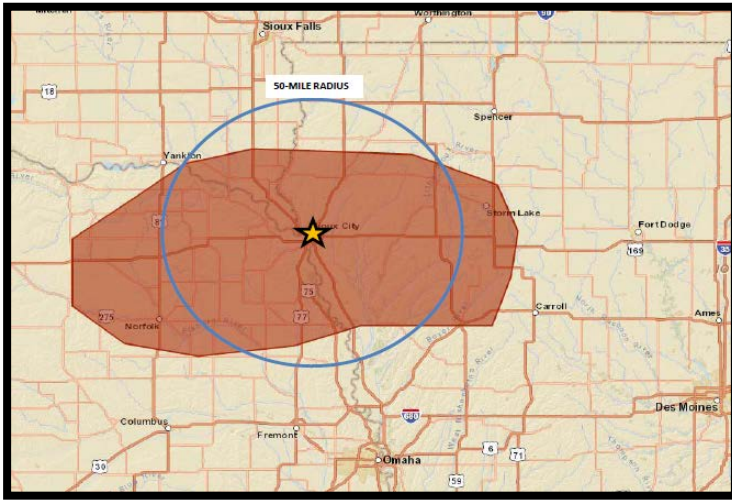 Worthington
Sioux Falls
50-MILE RADIUS
18
Spencer
Yankton
Storm Lake
81
Sioux City
Fort Dodge
169
35
75
275
77
Norfolk
Carroll
Ames
Des Moines
Columbus
Fremont
680
6
71
30
Omaha
59